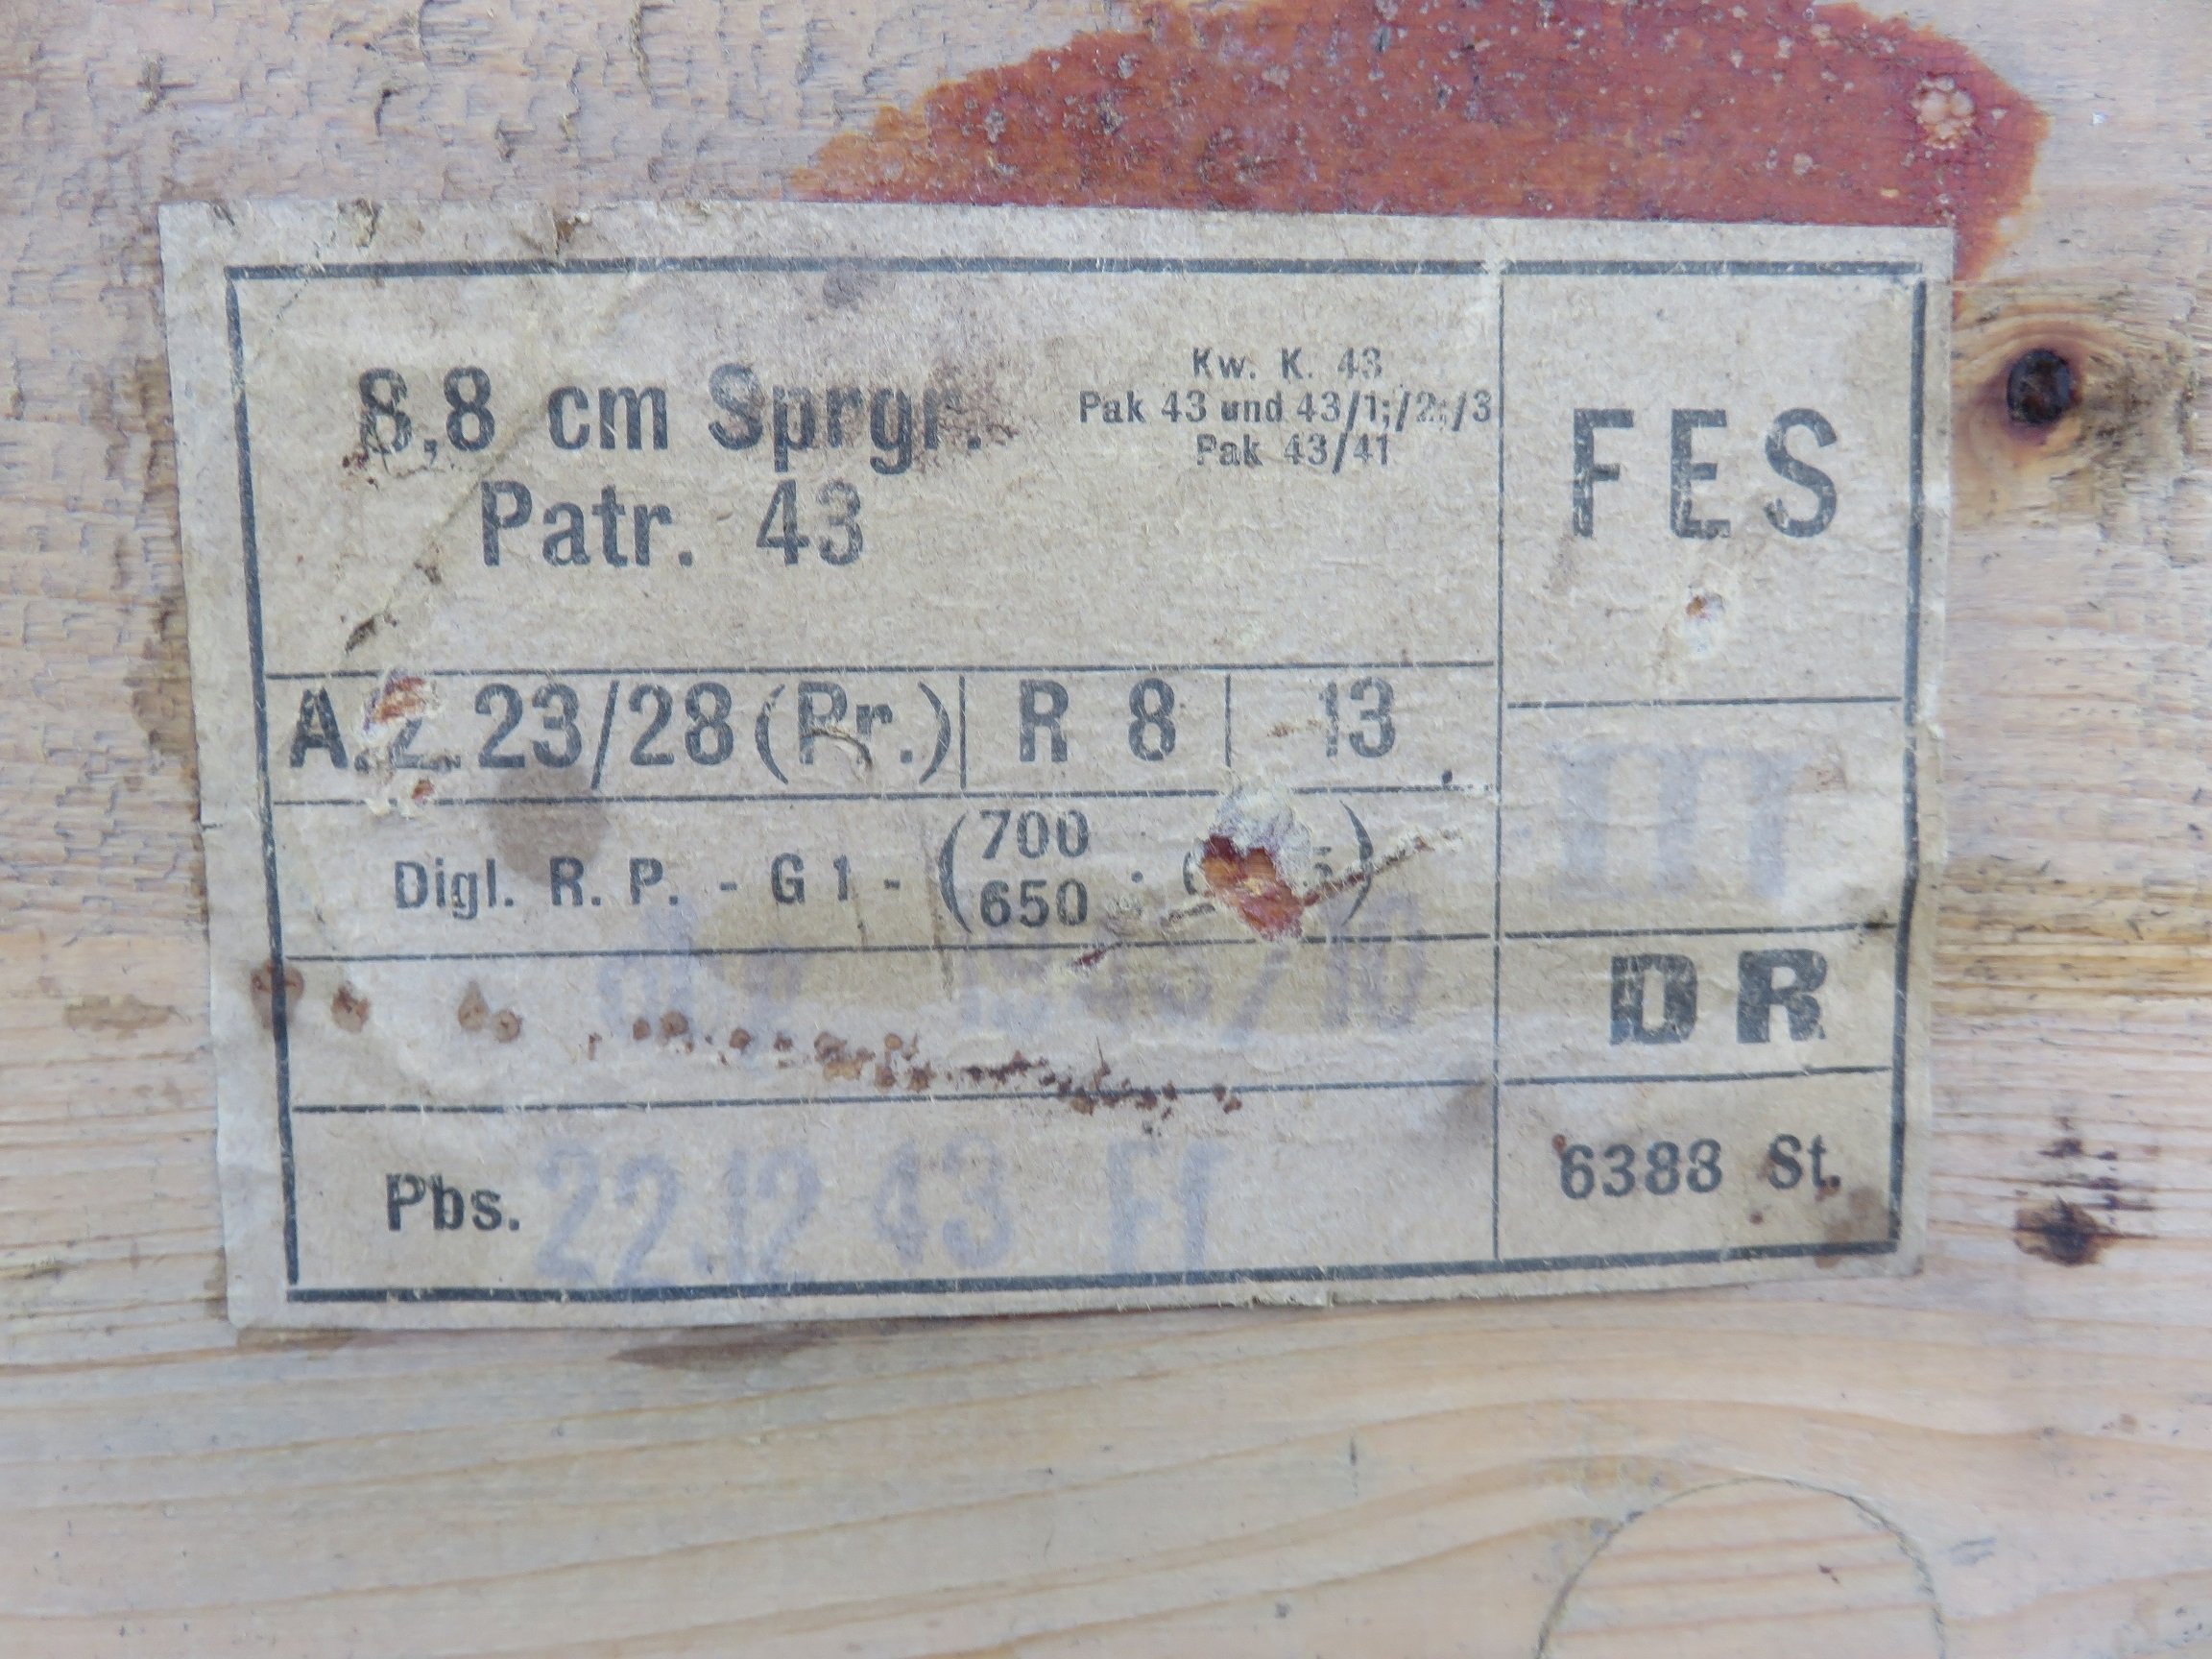 8,8 cm Sprgr.
Patr. 43
Kw. K. 43
Pak 43 und 43/1;/2;/3
Pak 43/41
FES
A.Z. 23/28 (Pr.) R 8 13
III
Digl. R. P. - G 1 - (700
650 ·
DR
Pbs. 22.12 43
6388 St.